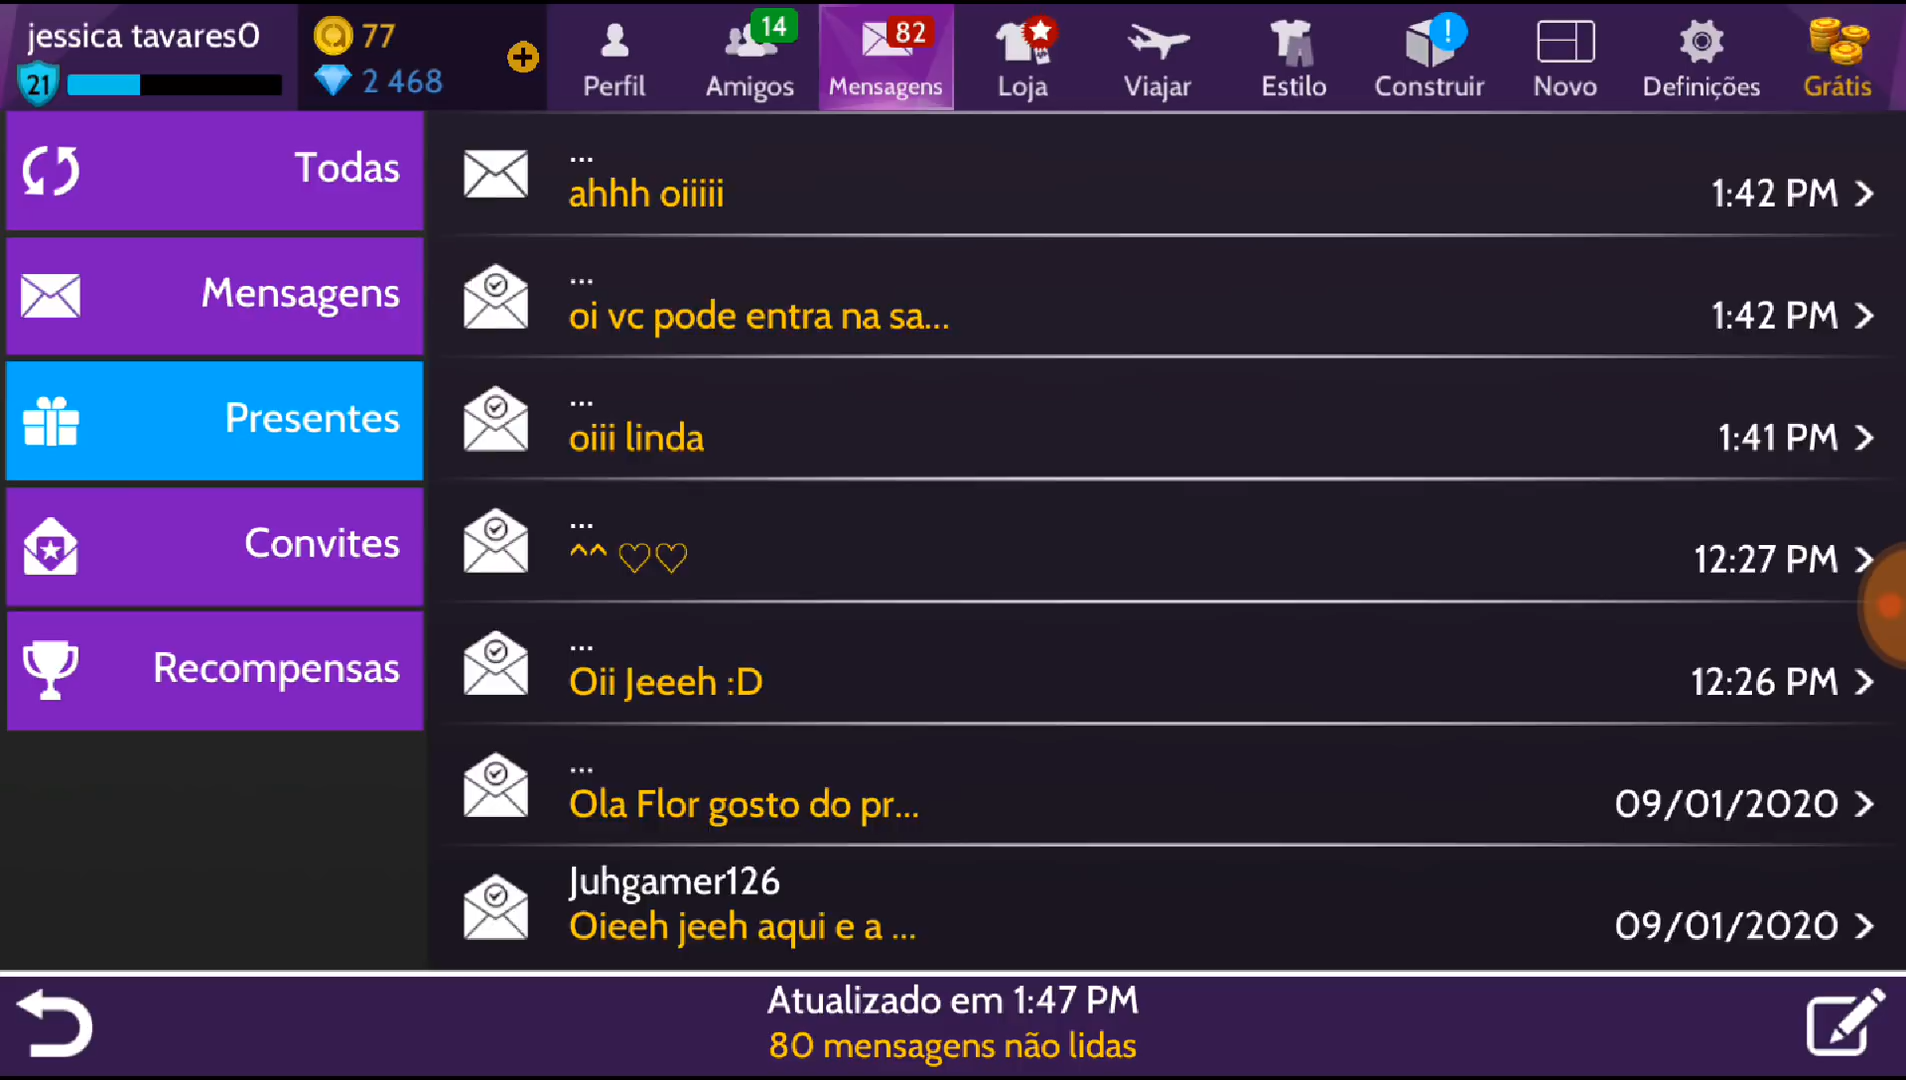 jessica tavares0
21
77
2 468
Perfil
14
Amigos
82
Mensagens
Loja
Viajar
Estilo
!
Construir
Novo
Definições
Grátis
Todas
Mensagens
Presentes
Convites
Recompensas
...
ahhh oiiiii
1:42 PM
...
oi vc pode entra na sa...
1:42 PM
...
oiii linda
1:41 PM
...
^^ ♡♡
12:27 PM
...
Oii Jeeeh :D
12:26 PM
...
Ola Flor gosto do pr...
09/01/2020
Juhgamer126
Oieeh jeeh aqui e a ...
09/01/2020
Atualizado em 1:47 PM
80 mensagens não lidas